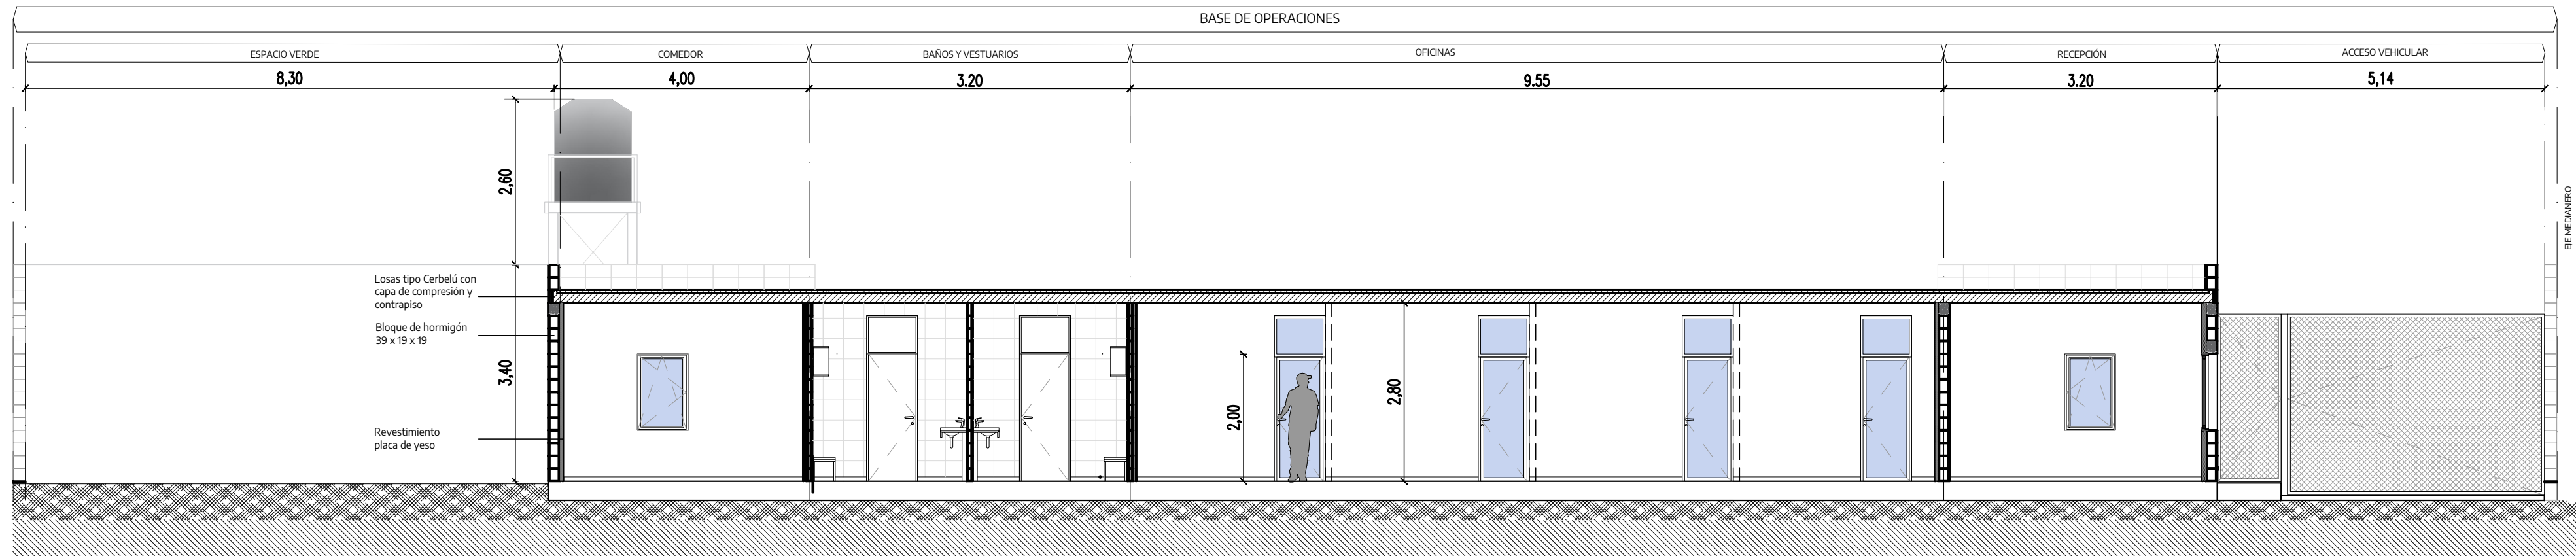 BASE DE OPERACIONES
ESPACIO VERDE
COMEDOR
BAÑOS Y VESTUARIOS
OFICINAS
RECEPCIÓN
ACCESO VEHICULAR
8,30
4,00
3.20
9.55
3.20
5,14
2,60
EJE MEDIANERO
Losas tipo Cerbelú con
capa de compresión y
contrapiso
Bloque de hormigón
39 x 19 x 19
3,40
2,00
2,80
Revestimiento
placa de yeso